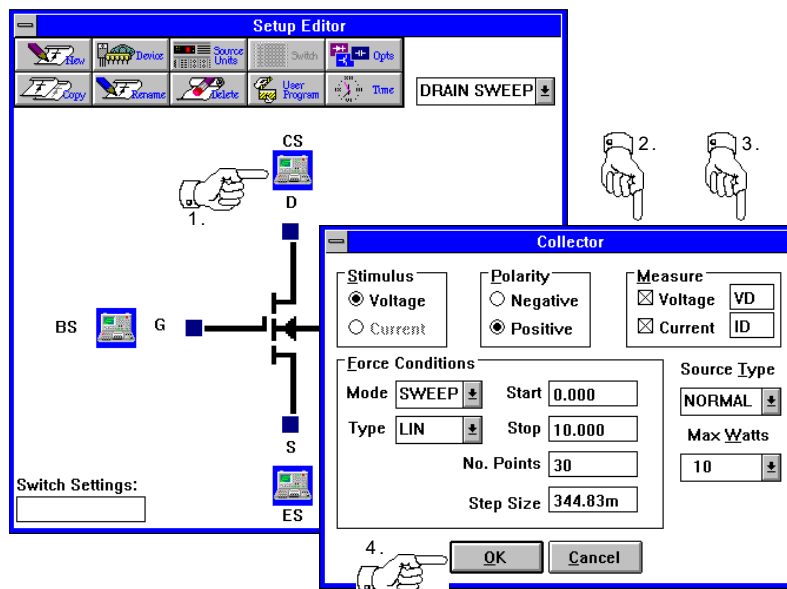 Setup Editor
New Device Source Units Switch Opts
Copy Rename Delete User Program Time
DRAIN SWEEP
CS
1.
D
2.
3.
BS
G
S
ES
Switch Settings:
Collector
Stimulus
Voltage
Current
Polarity
Negative
Positive
Measure
Voltage VD
Current ID
Force Conditions
Mode SWEEP Start 0.000
Type LIN Stop 10.000
No. Points 30
Step Size 344.83m
Source Type
NORMAL
Max Watts
10
4.
OK Cancel